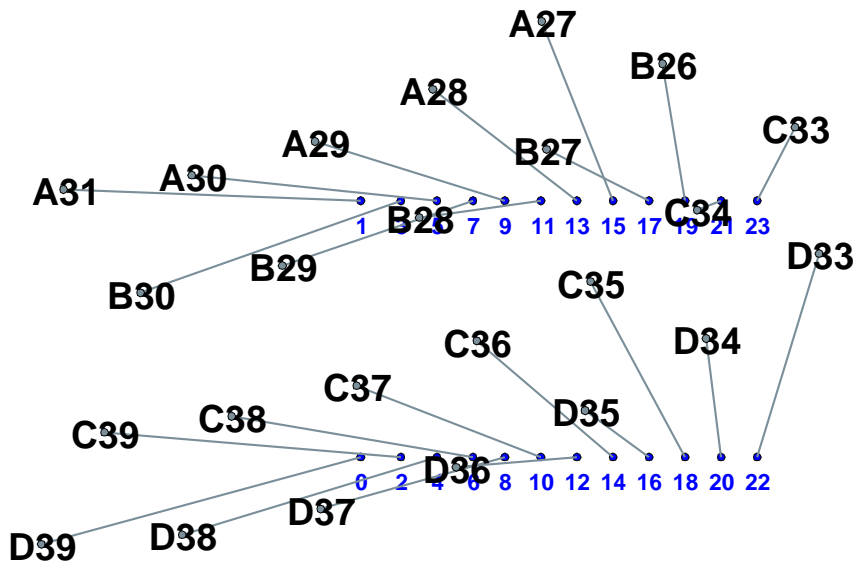 A27
B26
A28
C33
A29
B27
A30
A31
B28
C34
1 3 5 7 9 11 13 15 17 19 21 23
B29
D33
B30
C35
C36
D34
C37
C38
D35
C39
D36
0 2 4 6 8 10 12 14 16 18 20 22
D37
D38
D39